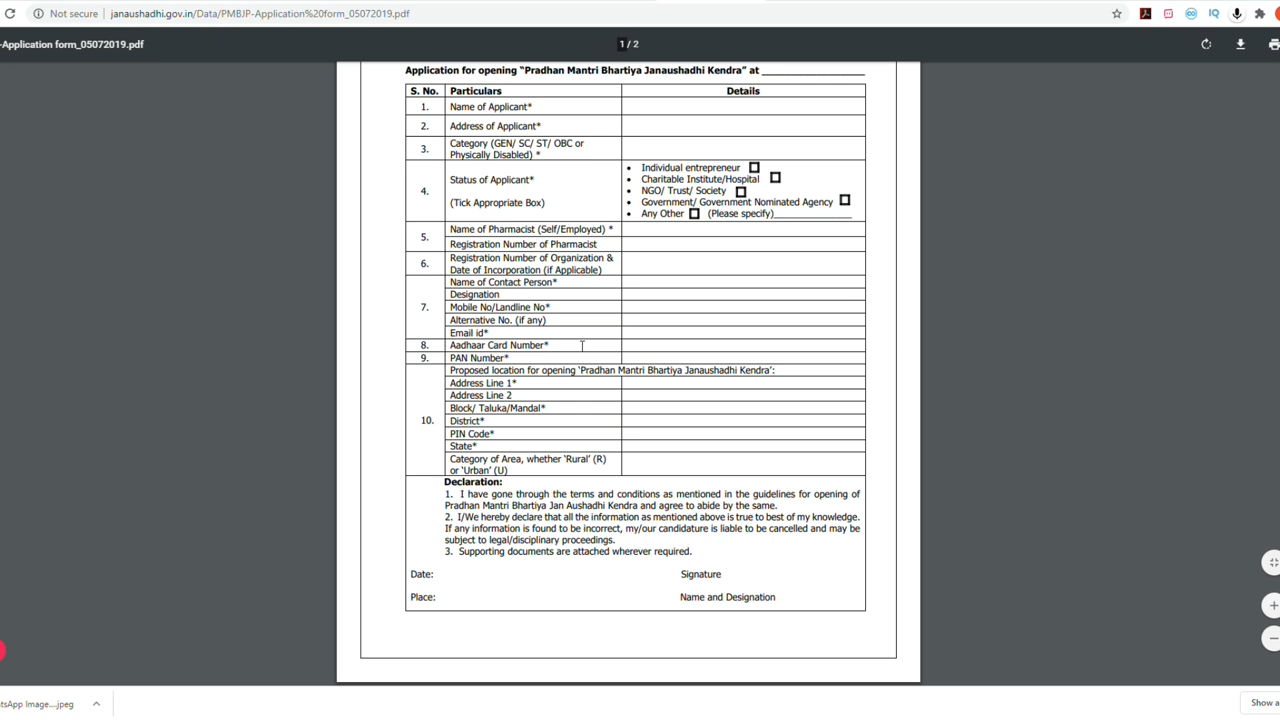 Not secure | janaushadhi.gov.in/Data/PMBJP-Application%20form_05072019.pdf
-Application form_05072019.pdf
1 / 2
Application for opening “Pradhan Mantri Bhartiya Janaushadhi Kendra” at ____________________
S. No. Particulars Details
1. Name of Applicant*
2. Address of Applicant*
3. Category (GEN/ SC/ ST/ OBC or
Physically Disabled) *
4. Status of Applicant*
(Tick Appropriate Box)
• Individual entrepreneur ☐
• Charitable Institute/Hospital ☐
• NGO/ Trust/ Society ☐
• Government/ Government Nominated Agency ☐
• Any Other ☐ (Please specify)_______________
5. Name of Pharmacist (Self/Employed) *
Registration Number of Pharmacist
6. Registration Number of Organization &
Date of Incorporation (if Applicable)
7. Name of Contact Person*
Designation
Mobile No/Landline No*
Alternative No. (if any)
Email id*
8. Aadhaar Card Number*
9. PAN Number*
10. Proposed location for opening ‘Pradhan Mantri Bhartiya Janaushadhi Kendra’:
Address Line 1*
Address Line 2
Block/ Taluka/Mandal*
District*
PIN Code*
State*
Category of Area, whether ‘Rural’ (R)
or ‘Urban’ (U)
Declaration:
1. I have gone through the terms and conditions as mentioned in the guidelines for opening of
Pradhan Mantri Bhartiya Jan Aushadhi Kendra and agree to abide by the same.
2. I/We hereby declare that all the information as mentioned above is true to best of my knowledge.
If any information is found to be incorrect, my/our candidature is liable to be cancelled and may be
subject to legal/disciplinary proceedings.
3. Supporting documents are attached wherever required.
Date: Signature
Place: Name and Designation
tsApp Image....jpeg
Show a